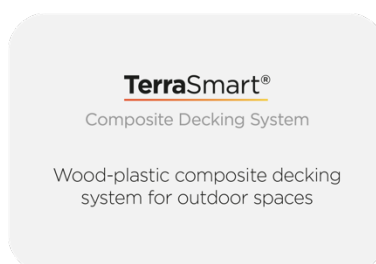 TerraSmart®
Composite Decking System
Wood-plastic composite decking
system for outdoor spaces